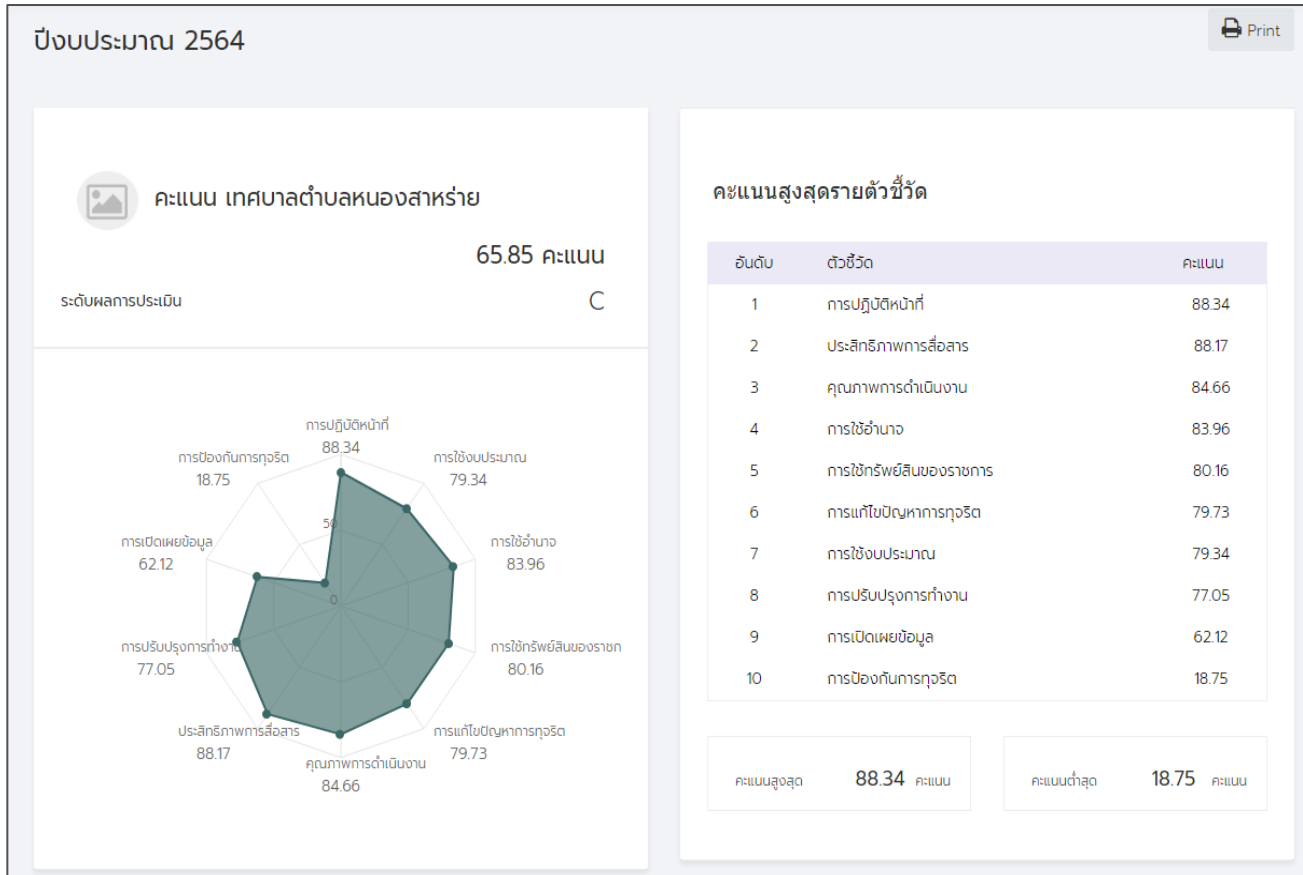 ปีงบประมาณ 2564
Print
คะแนน เทศบาลตำบลหนองสาหร่าย
65.85 คะแนน
ระดับผลการประเมิน C
การปฏิบัติหน้าที่
88.34
การป้องกันการทุจริต
18.75
การใช้งบประมาณ
79.34
50
การเปิดเผยข้อมูล
62.12
การใช้อำนาจ
83.96
0
การปรับปรุงการทำงาน
77.05
การใช้ทรัพย์สินของราชก
80.16
ประสิทธิภาพการสื่อสาร
88.17
การแก้ไขปัญหาการทุจริต
79.73
คุณภาพการดำเนินงาน
84.66
คะแนนสูงสุดรายตัวชี้วัด
อันดับ ตัวชี้วัด คะแนน
1 การปฏิบัติหน้าที่ 88.34
2 ประสิทธิภาพการสื่อสาร 88.17
3 คุณภาพการดำเนินงาน 84.66
4 การใช้อำนาจ 83.96
5 การใช้ทรัพย์สินของราชการ 80.16
6 การแก้ไขปัญหาการทุจริต 79.73
7 การใช้งบประมาณ 79.34
8 การปรับปรุงการทำงาน 77.05
9 การเปิดเผยข้อมูล 62.12
10 การป้องกันการทุจริต 18.75
คะแนนสูงสุด 88.34 คะแนน
คะแนนต่ำสุด 18.75 คะแนน